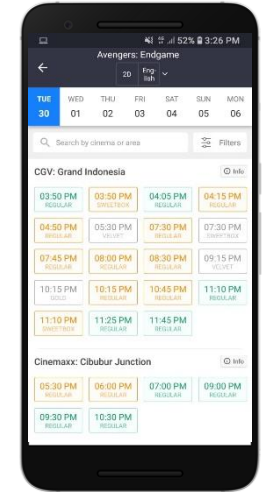 52% 3:26 PM
Avengers: Endgame
2D Eng-
lish
TUE WED THU FRI SAT SUN MON
30 01 02 03 04 05 06
Search by cinema or area Filters
CGV: Grand Indonesia Info
03:50 PM 03:50 PM 04:05 PM 04:15 PM
REGULAR SWEETBOX REGULAR REGULAR
04:50 PM 05:30 PM 07:30 PM 07:30 PM
REGULAR VELVET REGULAR SWEETBOX
07:45 PM 08:00 PM 08:30 PM 09:15 PM
REGULAR REGULAR REGULAR VELVET
10:15 PM 10:15 PM 10:45 PM 11:10 PM
GOLD REGULAR REGULAR REGULAR
11:10 PM 11:25 PM 11:45 PM
SWEETBOX REGULAR REGULAR
Cinemaxx: Cibubur Junction Info
05:30 PM 06:00 PM 07:00 PM 09:00 PM
REGULAR REGULAR REGULAR REGULAR
09:30 PM 10:30 PM
REGULAR REGULAR